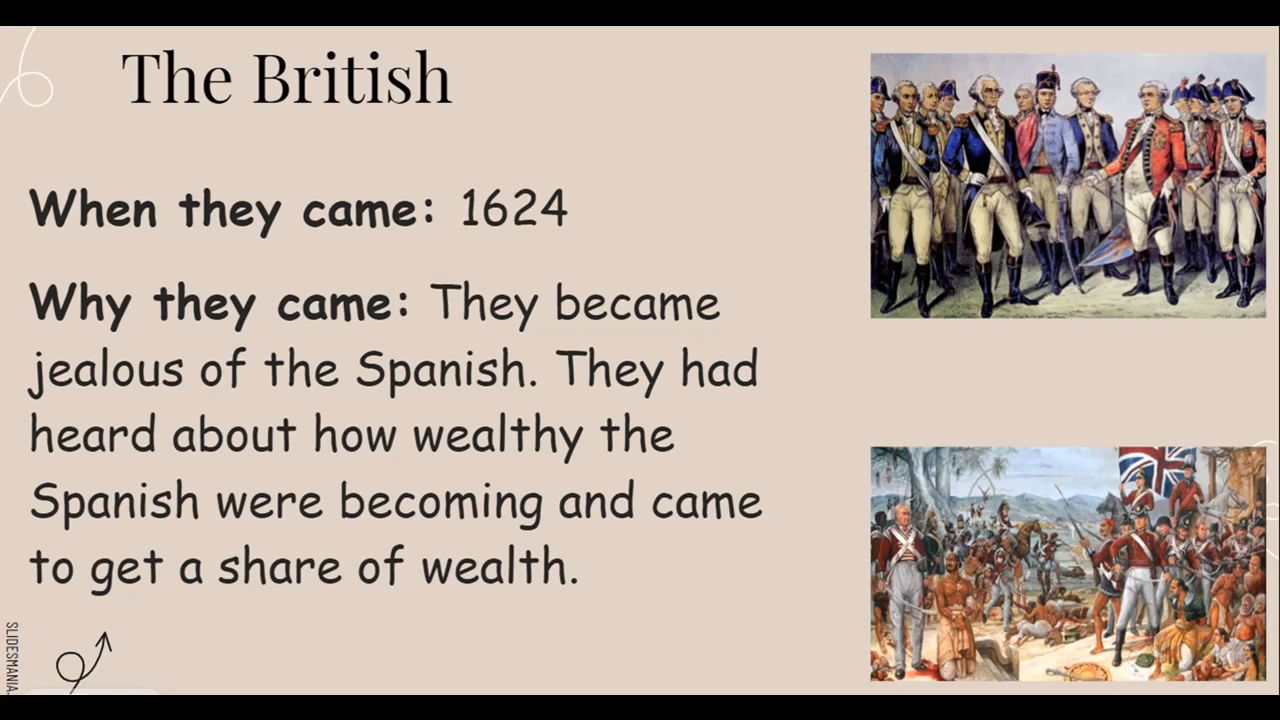 The British
When they came: 1624
Why they came: They became
jealous of the Spanish. They had
heard about how wealthy the
Spanish were becoming and came
to get a share of wealth.
SLIDESMANIA.